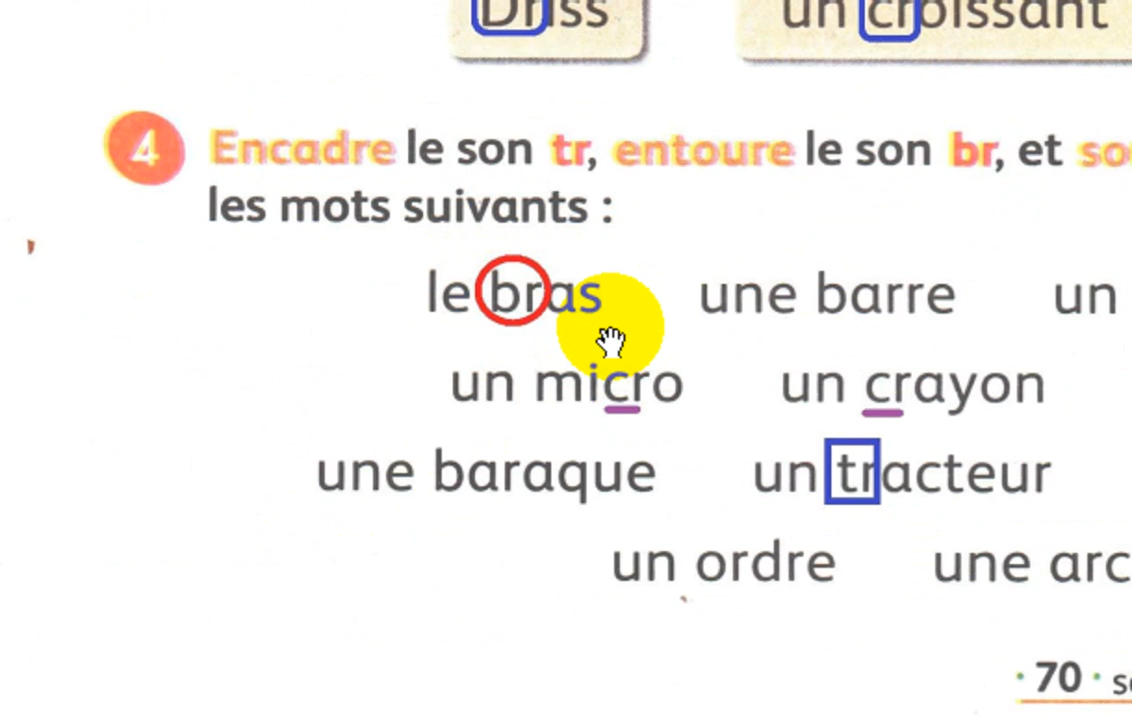 Driss un croissant
4 Encadre le son tr, entoure le son br, et
les mots suivants :
le bras une barre un
un micro un crayon
une baraque un tracteur
un ordre une
· 70 ·